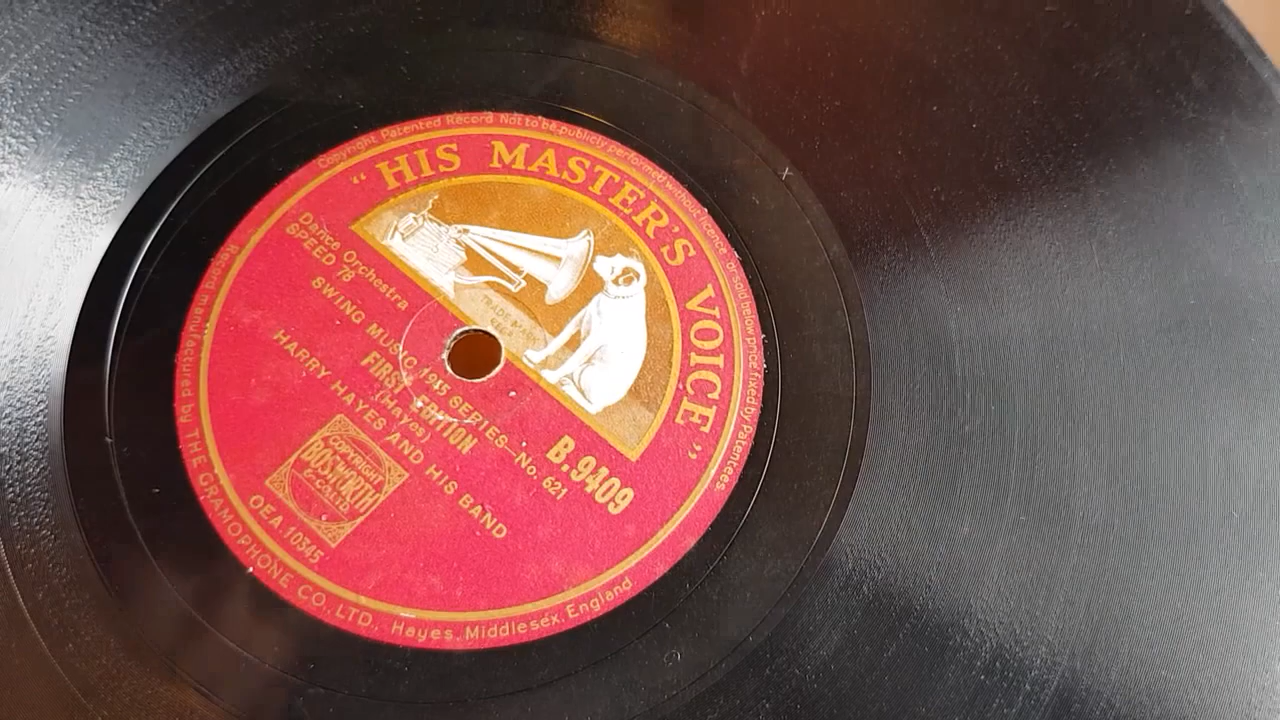 Copyright Patented Record Not to be publicly performed without licence or sold below price fixed by Patentees.
“HIS MASTER'S VOICE”
TRADE MARK
Dance Orchestra
SPEED 78
SWING MUSIC 1945 SERIES—No. 621
FIRST EDITION
(Hayes)
HARRY HAYES AND HIS BAND
B.9409
COPYRIGHT
BOSWORTH
& CO. LTD.
OEA.10345
Record manufactured by THE GRAMOPHONE CO., LTD., Hayes, Middlesex, England